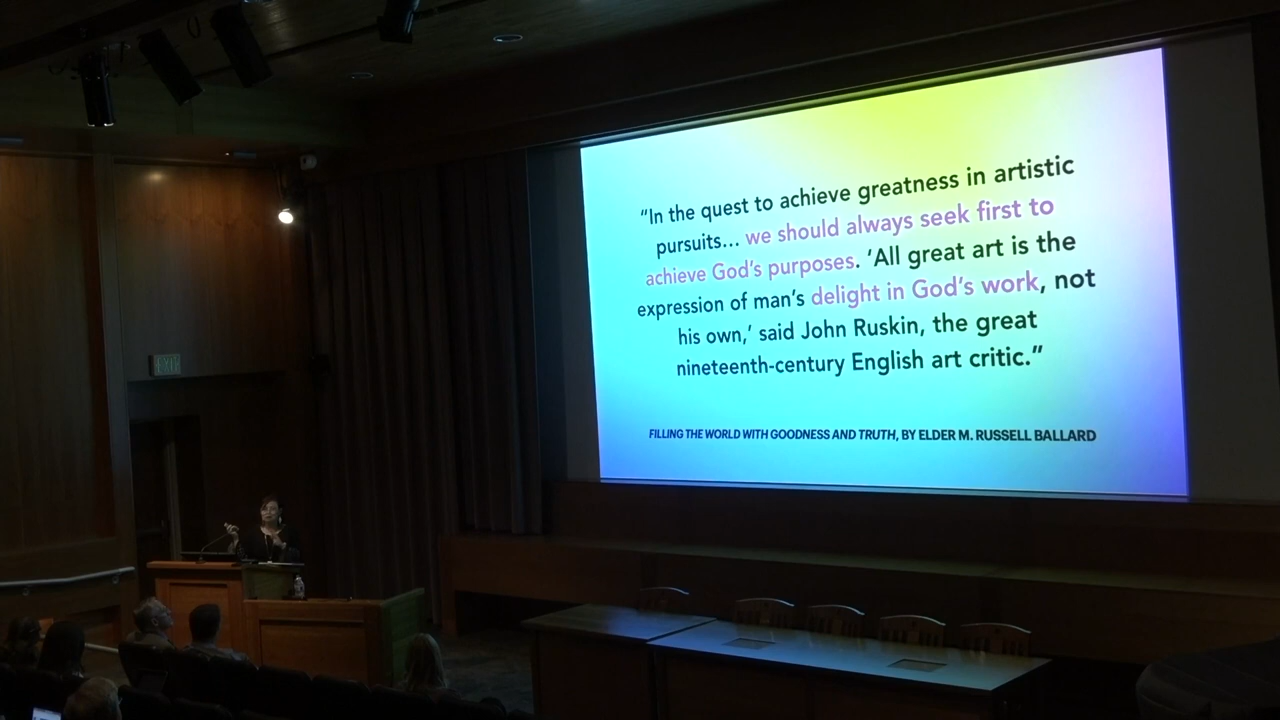 “In the quest to achieve greatness in artistic
pursuits... we should always seek first to
achieve God’s purposes. ‘All great art is the
expression of man’s delight in God’s work, not
his own,’ said John Ruskin, the great
nineteenth-century English art critic.”
FILLING THE WORLD WITH GOODNESS AND TRUTH, BY ELDER M. RUSSELL BALLARD
EXIT